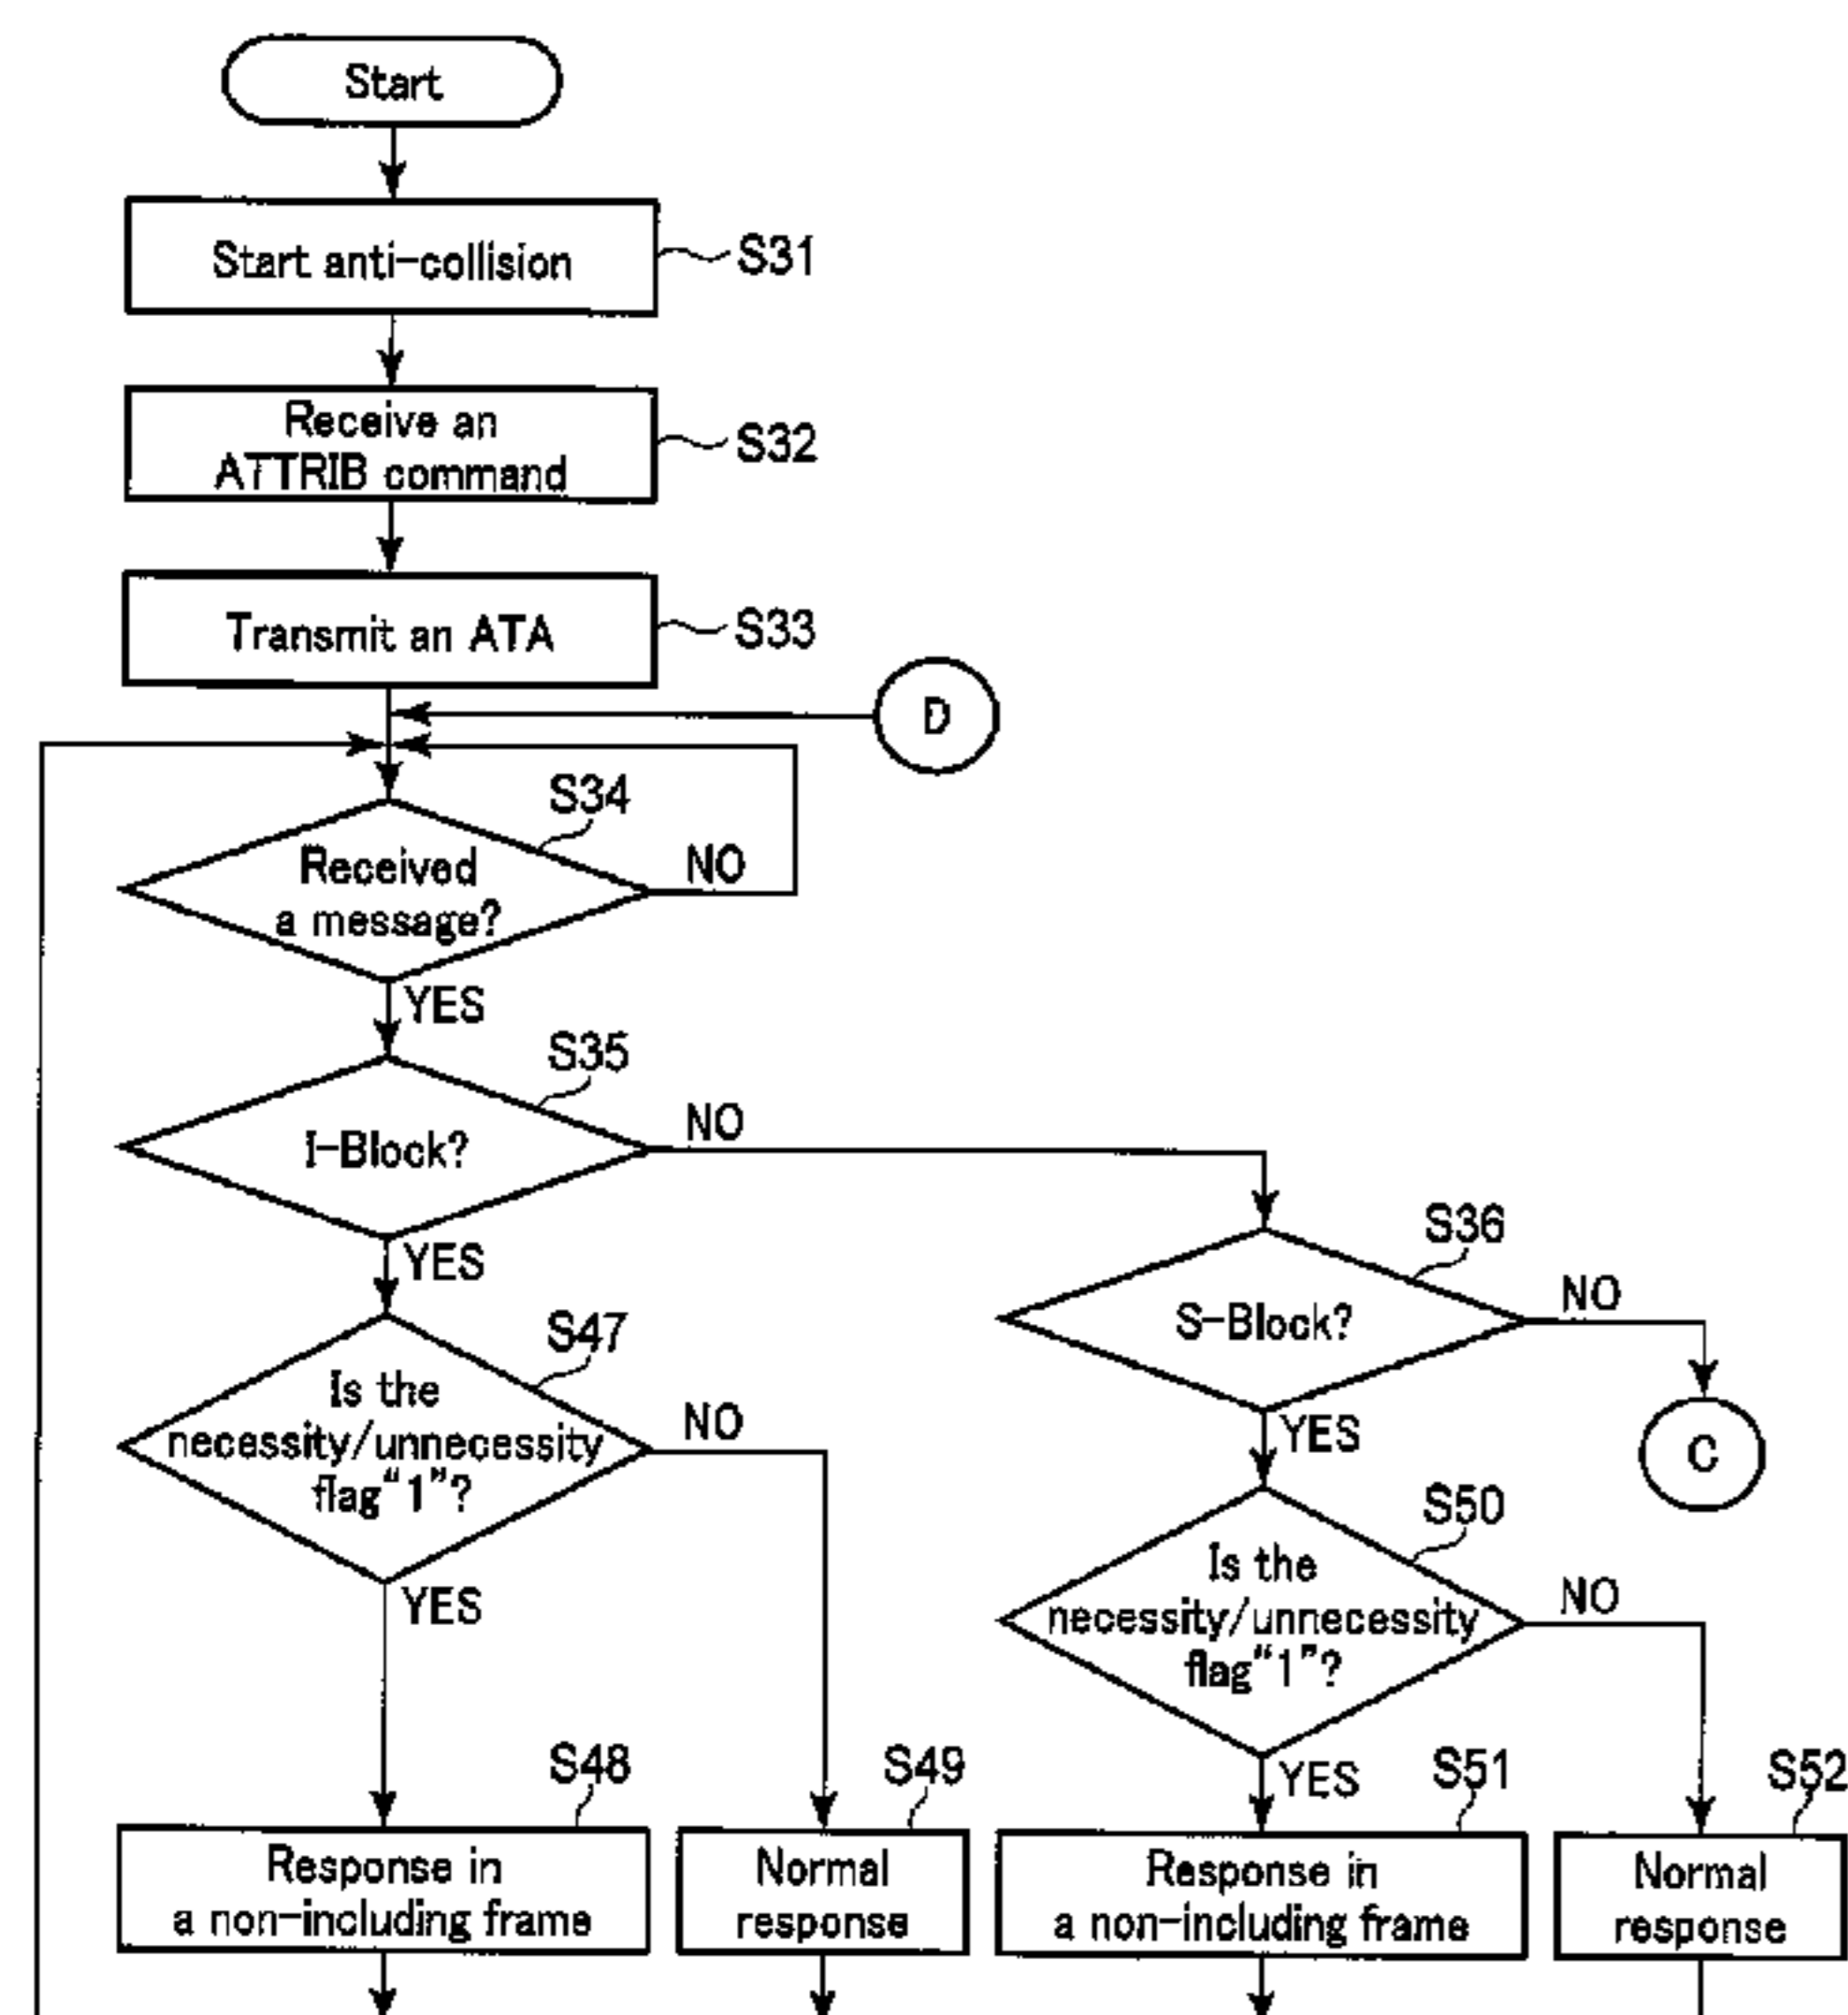 Start
Start anti-collision
S31
Receive an
ATTRIB command
S32
Transmit an ATA
S33
D
S34
Received
a message?
NO
YES
S35
I-Block?
NO
YES
S36
S-Block?
NO
YES
C
S47
Is the
necessity/unnecessity
flag"1"?
NO
YES
S50
Is the
necessity/unnecessity
flag"1"?
NO
YES
S48
Response in
a non-including frame
S49
Normal
response
S51
Response in
a non-including frame
S52
Normal
response